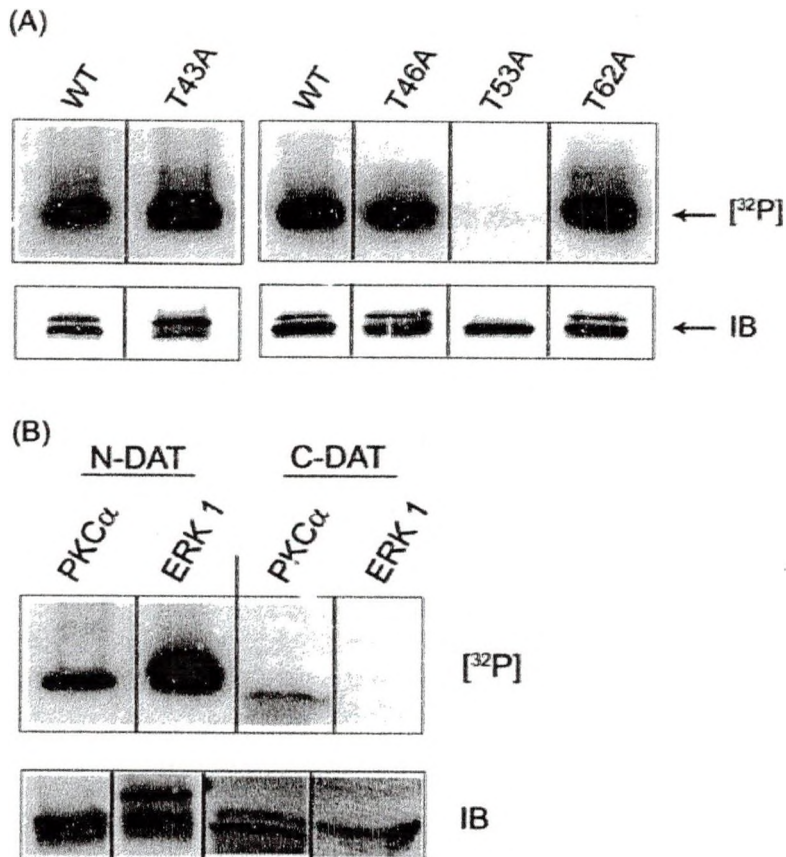 (A)
WT T43A WT T46A T53A T62A
← [³²P]
← IB
(B)
N-DAT C-DAT
PKCα ERK 1 PKCα ERK 1
[³²P]
IB